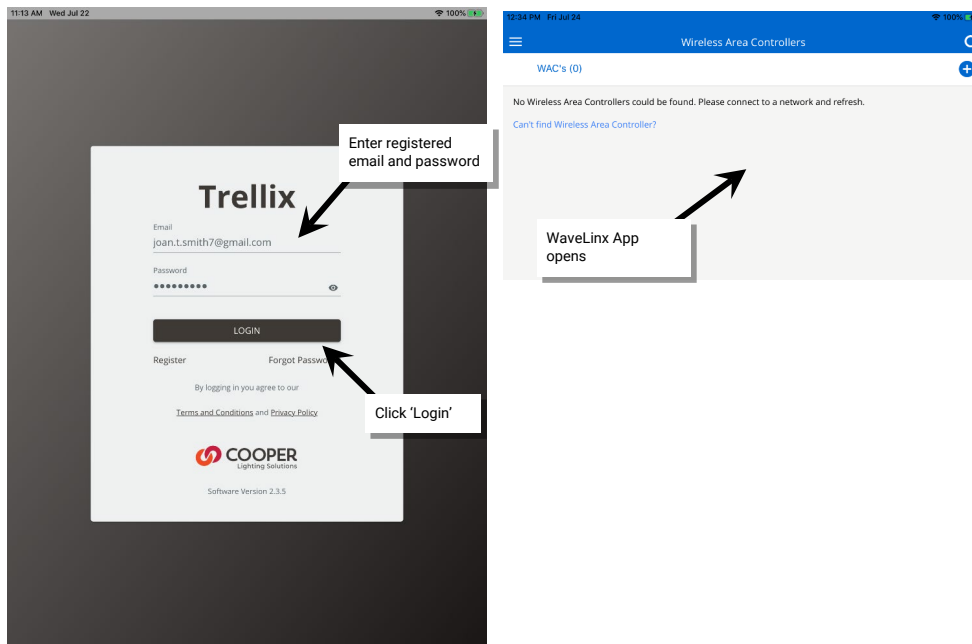 11:13 AM Wed Jul 22
100%
Enter registered
email and password
Trellix
Email
joan.t.smith7@gmail.com
Password
•••••••••
LOGIN
Register
Forgot Passwo
By logging in you agree to our
Terms and Conditions and Privacy Policy
Click ‘Login’
COOPER
Lighting Solutions
Software Version 2.3.5
12:34 PM Fri Jul 24
100%
Wireless Area Controllers
WAC's (0)
No Wireless Area Controllers could be found. Please connect to a network and refresh.
Can't find Wireless Area Controller?
WaveLinx App
opens